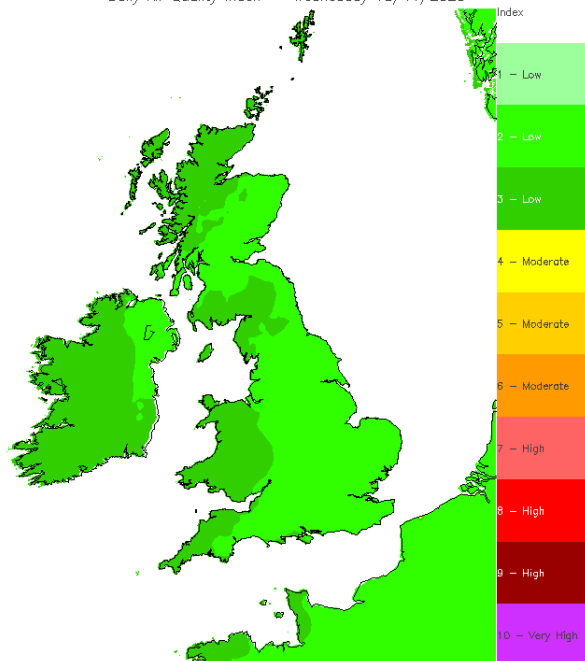 Index
1 - Low
2 - Low
3 - Low
4 - Moderate
5 - Moderate
6 - Moderate
7 - High
8 - High
9 - High
10 - Very High